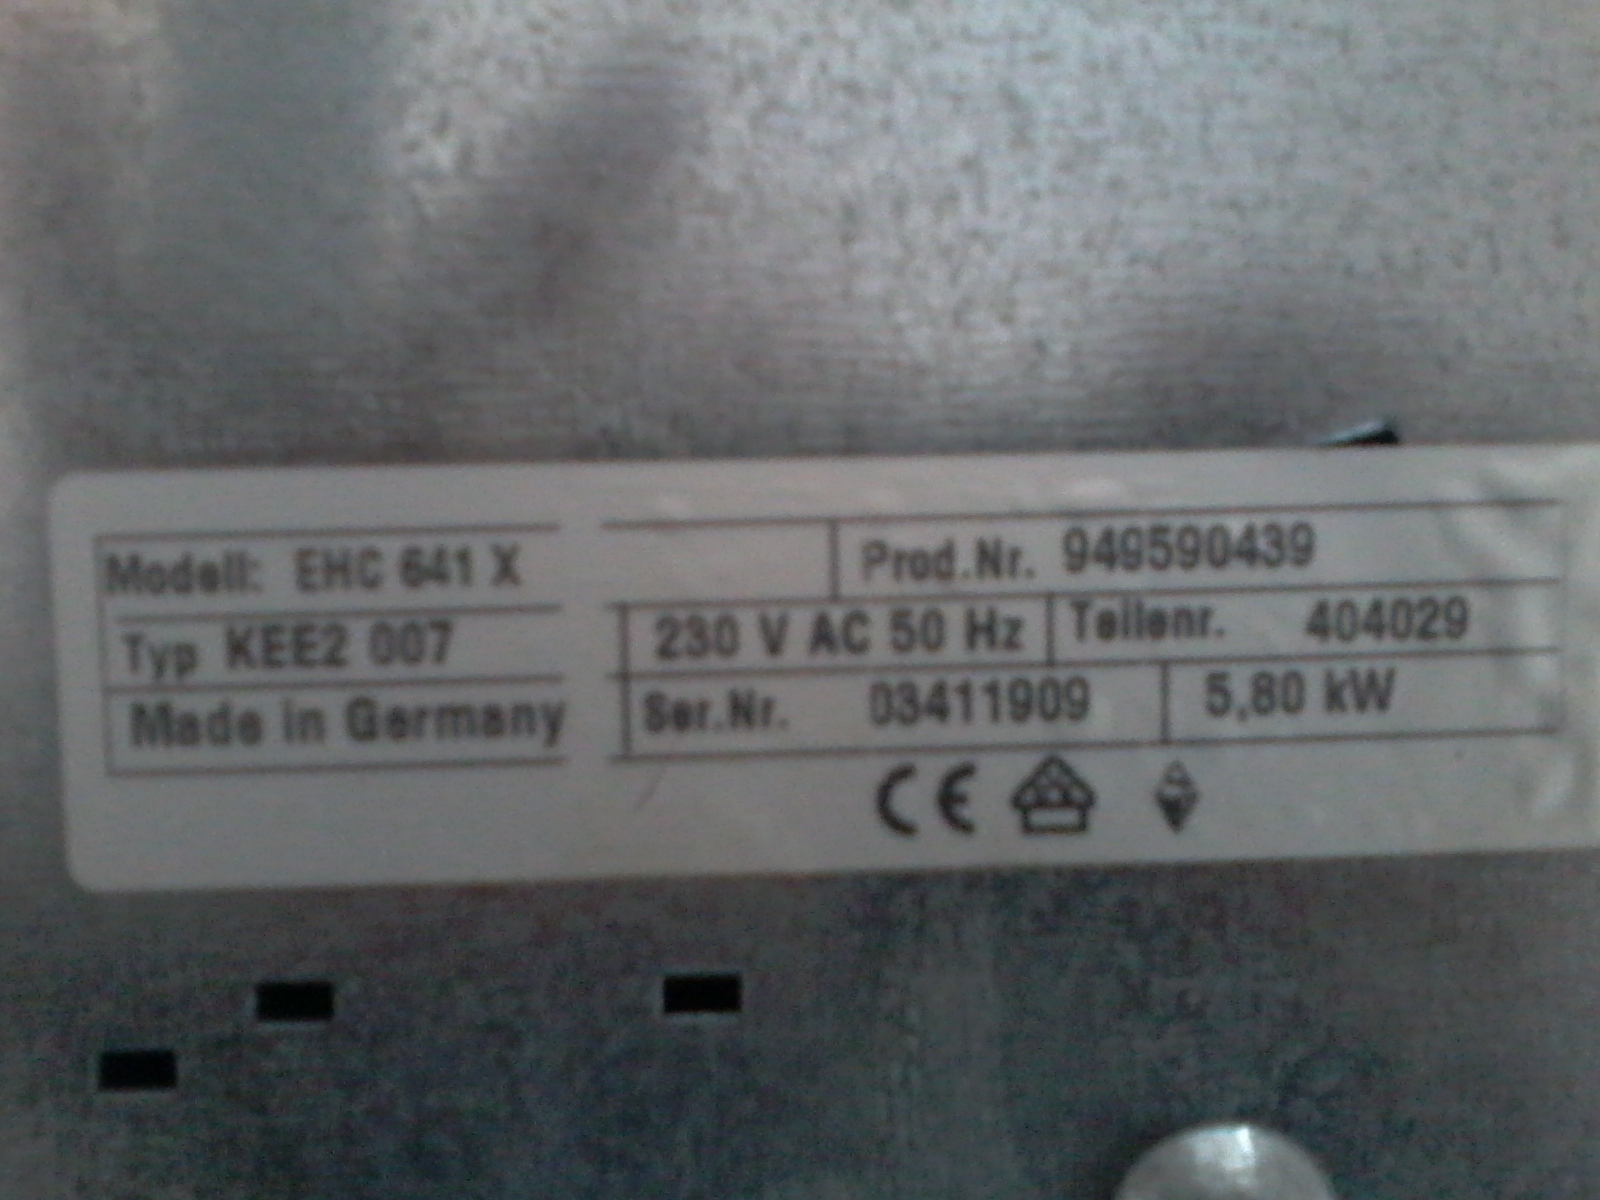 Modell: EHC 641 X Prod.Nr. 949590439
Typ KEE2 007 230 V AC 50 Hz Teilenr. 404029
Made in Germany Ser.Nr. 03411909 5,80 kW
CE